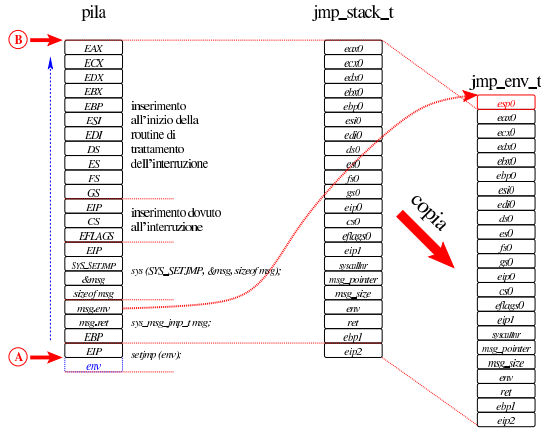 pila
jmp_stack_t
jmp_env_t
B
EAX
ECX
EDX
EBX
EBP
ESI
EDI
DS
ES
FS
GS
EIP
CS
EFLAGS
EIP
SYS_SETJMP
&msg
sizeof msg
msg.env
msg.ret
EBP
EIP
env
A
inserimento
all'inizio della
routine di
trattamento
dell'interruzione
inserimento dovuto
all'interruzione
sys (SYS_SETJMP, &msg, sizeof msg);
sys_msg_jmp_t msg;
setjmp (env);
eax0
ecx0
edx0
ebx0
ebp0
esi0
edi0
ds0
es0
fs0
gs0
eip0
cs0
eflags0
eip1
syscallnr
msg_pointer
msg_size
env
ret
ebp1
eip2
copia
esp0
eax0
ecx0
edx0
ebx0
ebp0
esi0
edi0
ds0
es0
fs0
gs0
eip0
cs0
eflags0
eip1
syscallnr
msg_pointer
msg_size
env
ret
ebp1
eip2